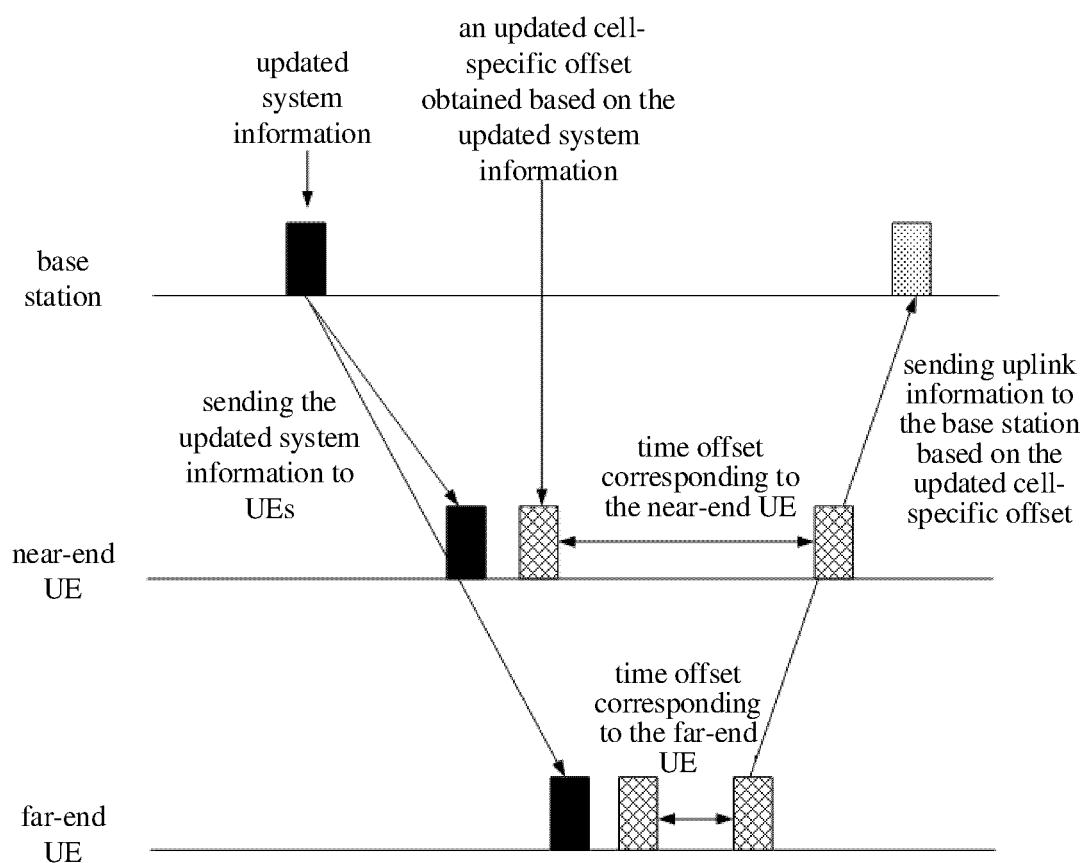 updated
system
information
an updated cell-
specific offset
obtained based on the
updated system
information
base
station
sending the
updated system
information to
UEs
time offset
corresponding to
the near-end UE
sending uplink
information to
the base station
based on the
updated cell-
specific offset
near-end
UE
time offset
corresponding
to the far-end
UE
far-end
UE